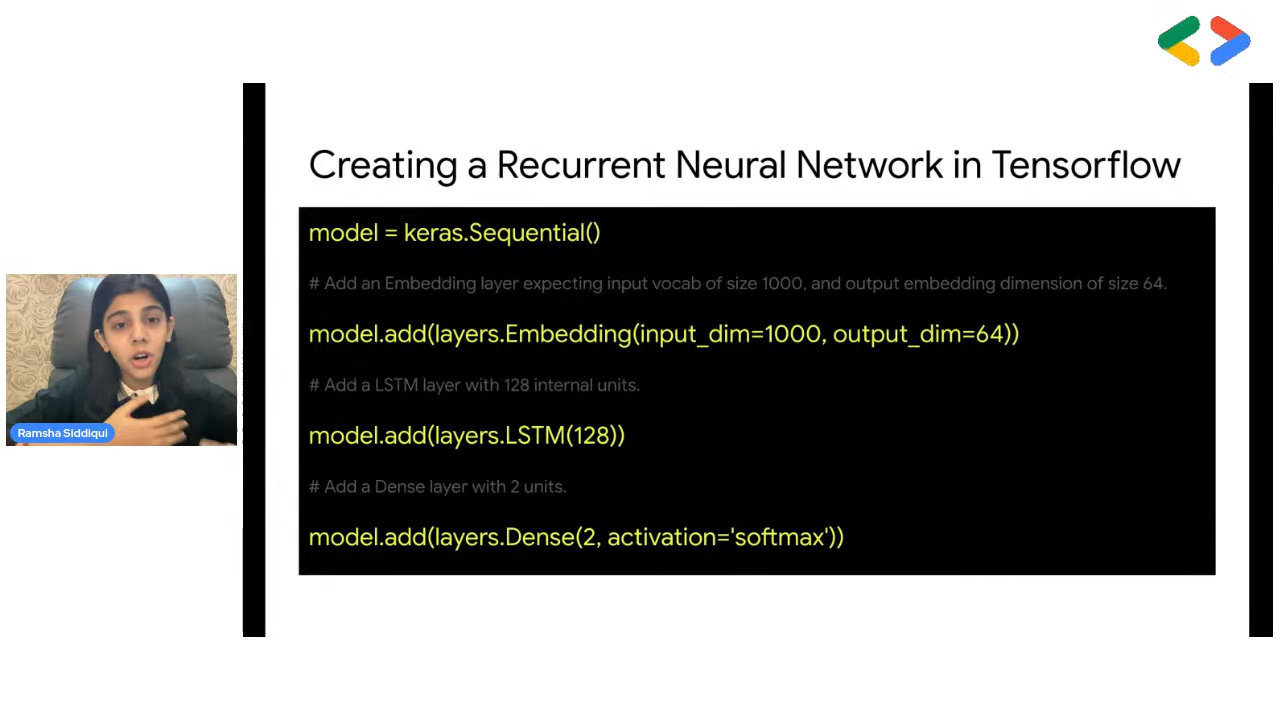 Creating a Recurrent Neural Network in Tensorflow
model = keras.Sequential()
# Add an Embedding layer expecting input vocab of size 1000, and output embedding dimension of size 64.
model.add(layers.Embedding(input_dim=1000, output_dim=64))
# Add a LSTM layer with 128 internal units.
model.add(layers.LSTM(128))
# Add a Dense layer with 2 units.
model.add(layers.Dense(2, activation='softmax'))
Ramsha Siddiqui